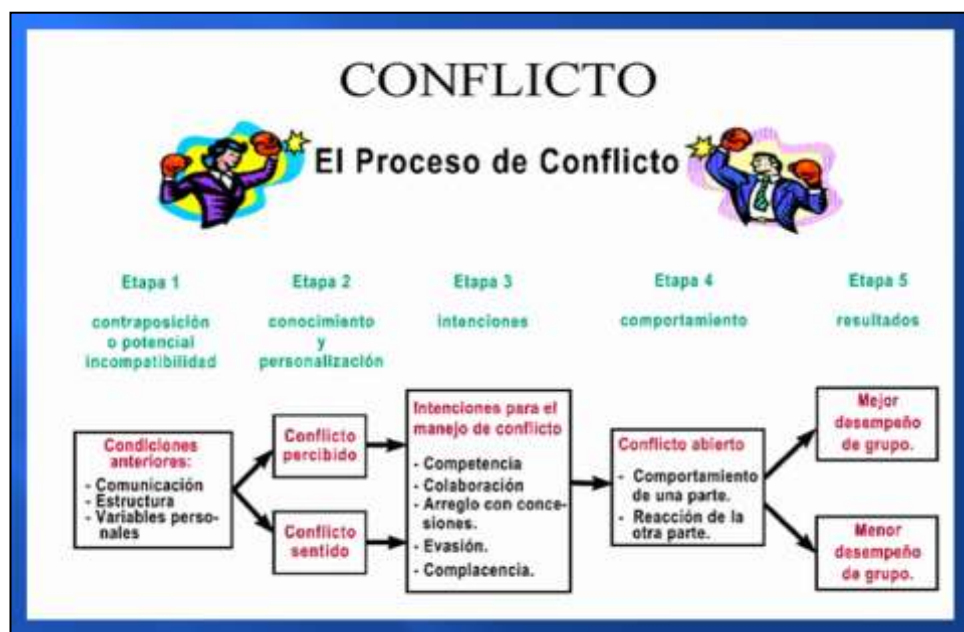 CONFLICTO
El Proceso de Conflicto
Etapa 1
contraposición
o potencial
incompatibilidad
Etapa 2
conocimiento
y
personalización
Etapa 3
intenciones
Etapa 4
comportamiento
Etapa 5
resultados
Condiciones
anteriores:
- Comunicación
- Estructura
- Variables perso-
nales
Conflicto
percibido
Conflicto
sentido
Intenciones para el
manejo de conflicto
- Competencia
- Colaboración
- Arreglo con conce-
siones.
- Evasión.
- Complacencia.
Conflicto abierto
- Comportamiento
de una parte.
- Reacción de la
otra parte.
Mejor
desempeño
de grupo.
Menor
desempeño
de grupo.